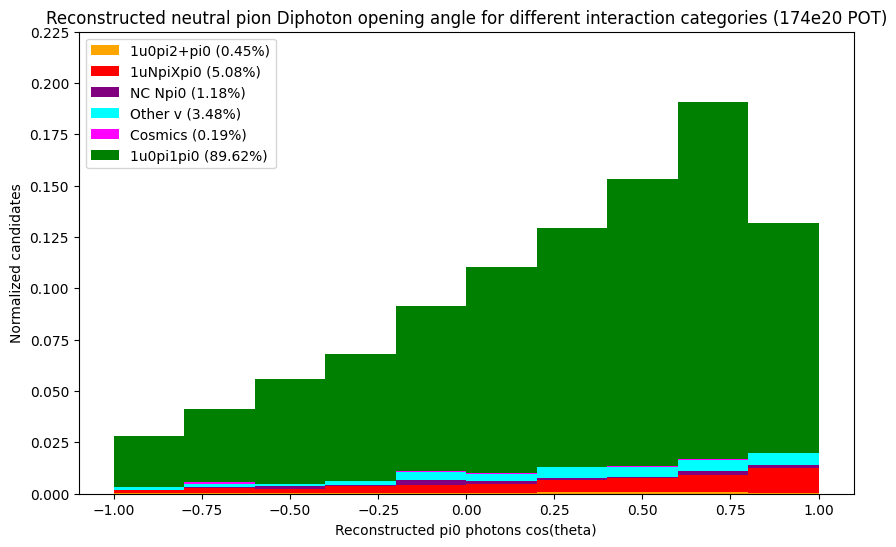 Reconstructed neutral pion Diphoton opening angle for different interaction categories (174e20 POT)
0.225
0.200
0.175
0.150
0.125
0.100
0.075
0.050
0.025
0.000
Normalized candidates
1u0pi2+pi0 (0.45%)
1uNpiXpi0 (5.08%)
NC Npi0 (1.18%)
Other v (3.48%)
Cosmics (0.19%)
1u0pi1pi0 (89.62%)
−1.00 −0.75 −0.50 −0.25 0.00 0.25 0.50 0.75 1.00
Reconstructed pi0 photons cos(theta)